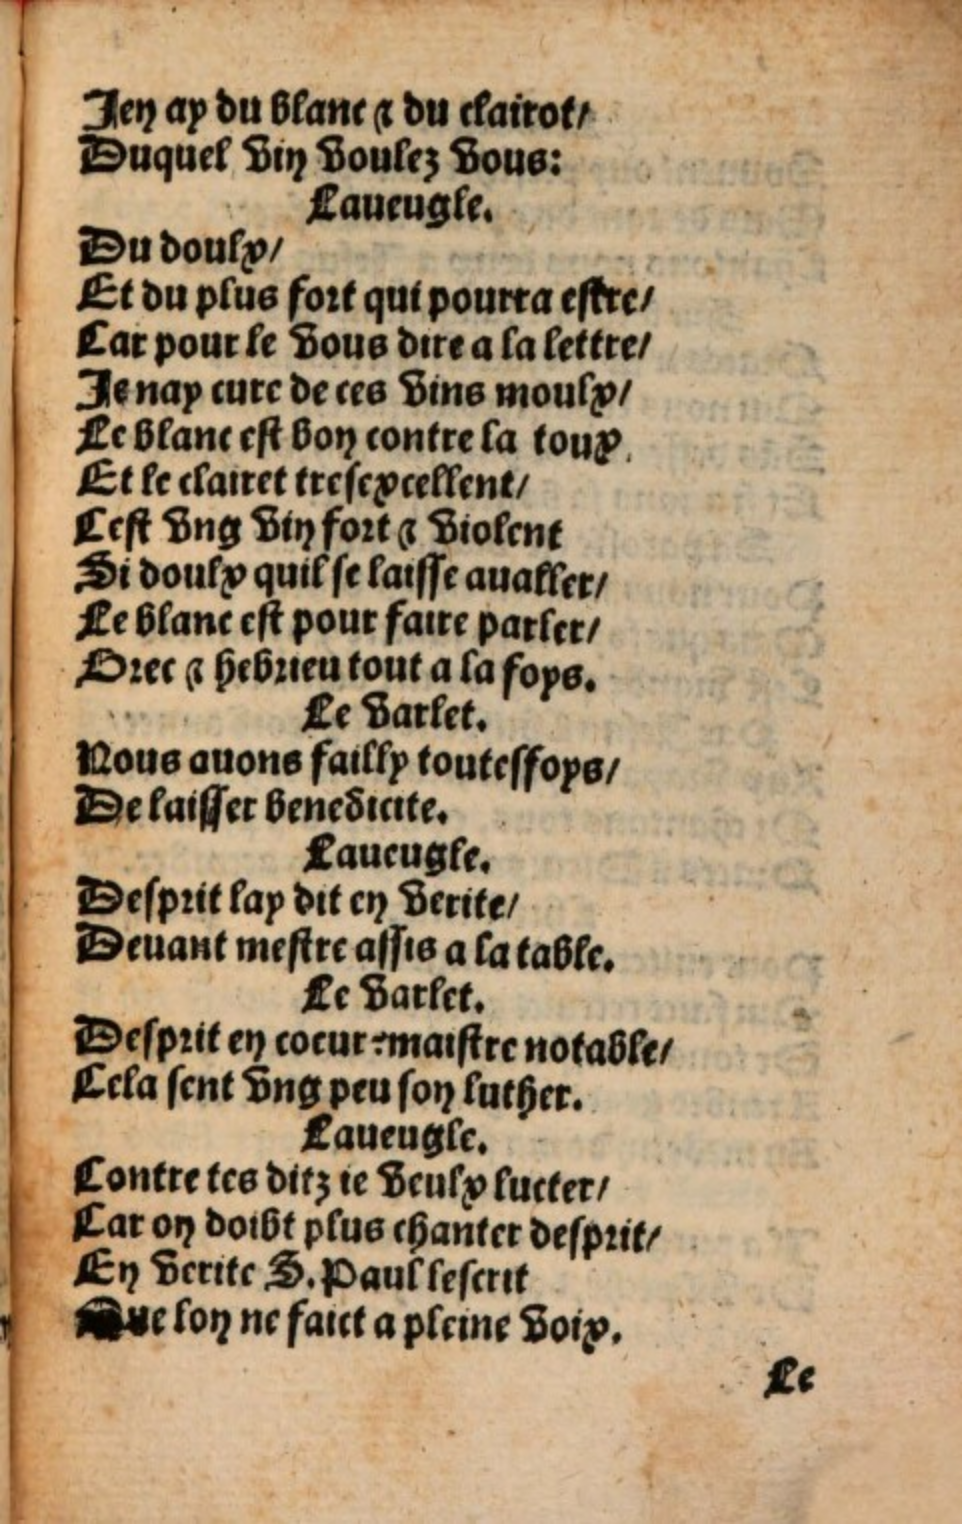 Jen ay du blanc ⁊ du clairot/
Duquel vin voulez vous:
Laueugle.
Du doulx/
Et du plus fort qui pourra estre/
Car pour le vous dire a la lettre/
Je nay cure de ces vins moulx/
Le blanc est bon contre la toux.
Et le clairet tresexcellent/
Cest vng vin fort ⁊ violent
Si doulx quil se laisse aualler/
Le blanc est pour faire parler/
Grec ⁊ hebrieu tout a la foys.
Le varlet.
Nous auons failly toutesfoys/
De laisser benedicite.
Laueugle.
Desprit lay dit en verite/
Deuant mestre assis a la table.
Le varlet.
Desprit en coeur: maistre notable/
Cela sent vng peu son luther.
Laueugle.
Contre tes ditz ie veulx lucter/
Car on doibt plus chanter desprit/
En verite S. Paul lescrit
Que lon ne faict a pleine voix.
Le